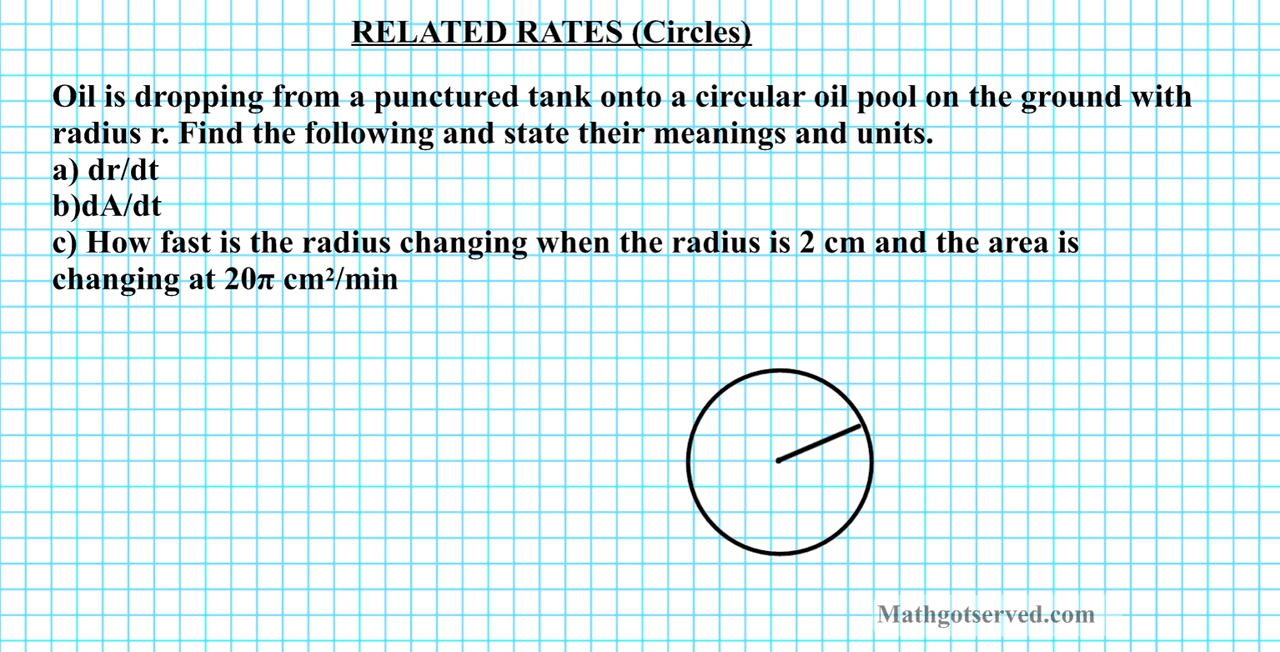 RELATED RATES (Circles)
Oil is dropping from a punctured tank onto a circular oil pool on the ground with
radius r. Find the following and state their meanings and units.
a) dr/dt
b)dA/dt
c) How fast is the radius changing when the radius is 2 cm and the area is
changing at 20π cm²/min
Mathgotserved.com